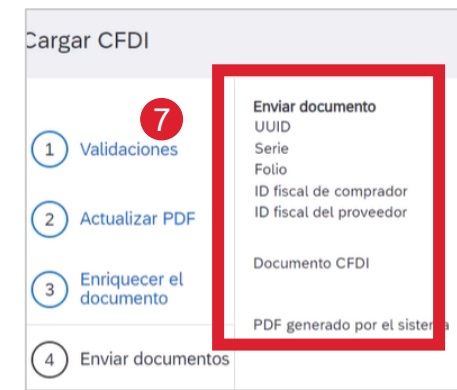 Cargar CFDI
7
1 Validaciones
2 Actualizar PDF
3 Enriquecer el
documento
4 Enviar documentos
Enviar documento
UUID
Serie
Folio
ID fiscal de comprador
ID fiscal del proveedor
Documento CFDI
PDF generado por el sistema